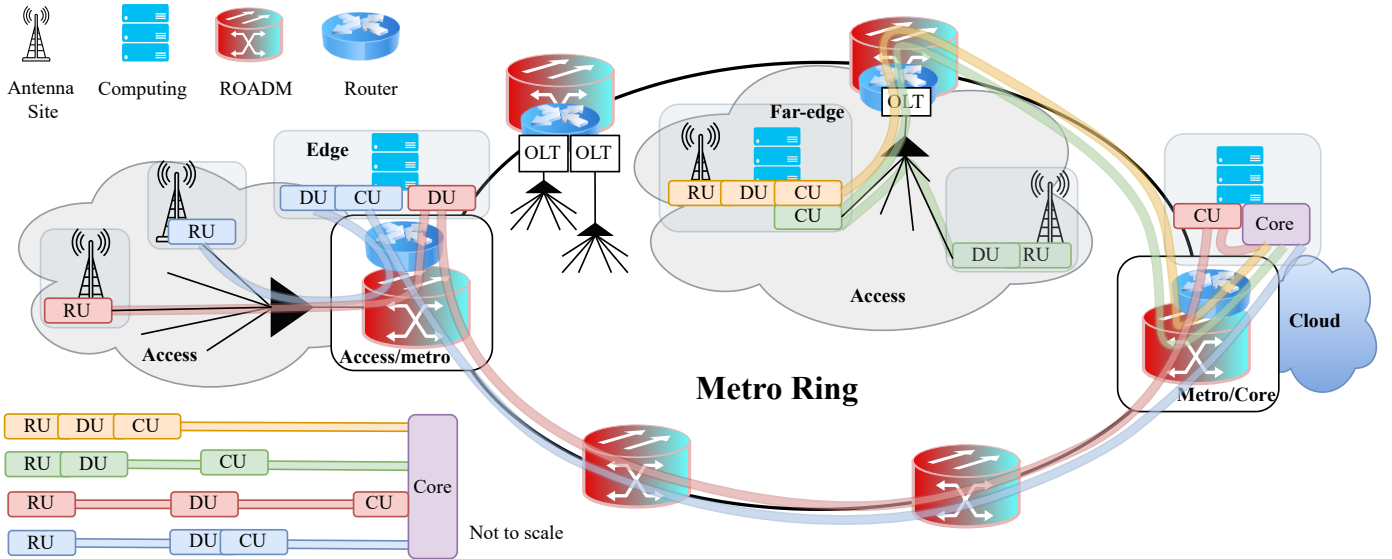 Antenna
Site
Computing
ROADM
Router
Edge
DU CU DU
RU
RU
Access
Access/metro
OLT OLT
OLT
Far-edge
RU DU CU
CU
DU RU
Access
CU Core
Cloud
Metro/Core
Metro Ring
RU DU CU
RU DU CU
RU DU CU
RU DU CU
Core
Not to scale